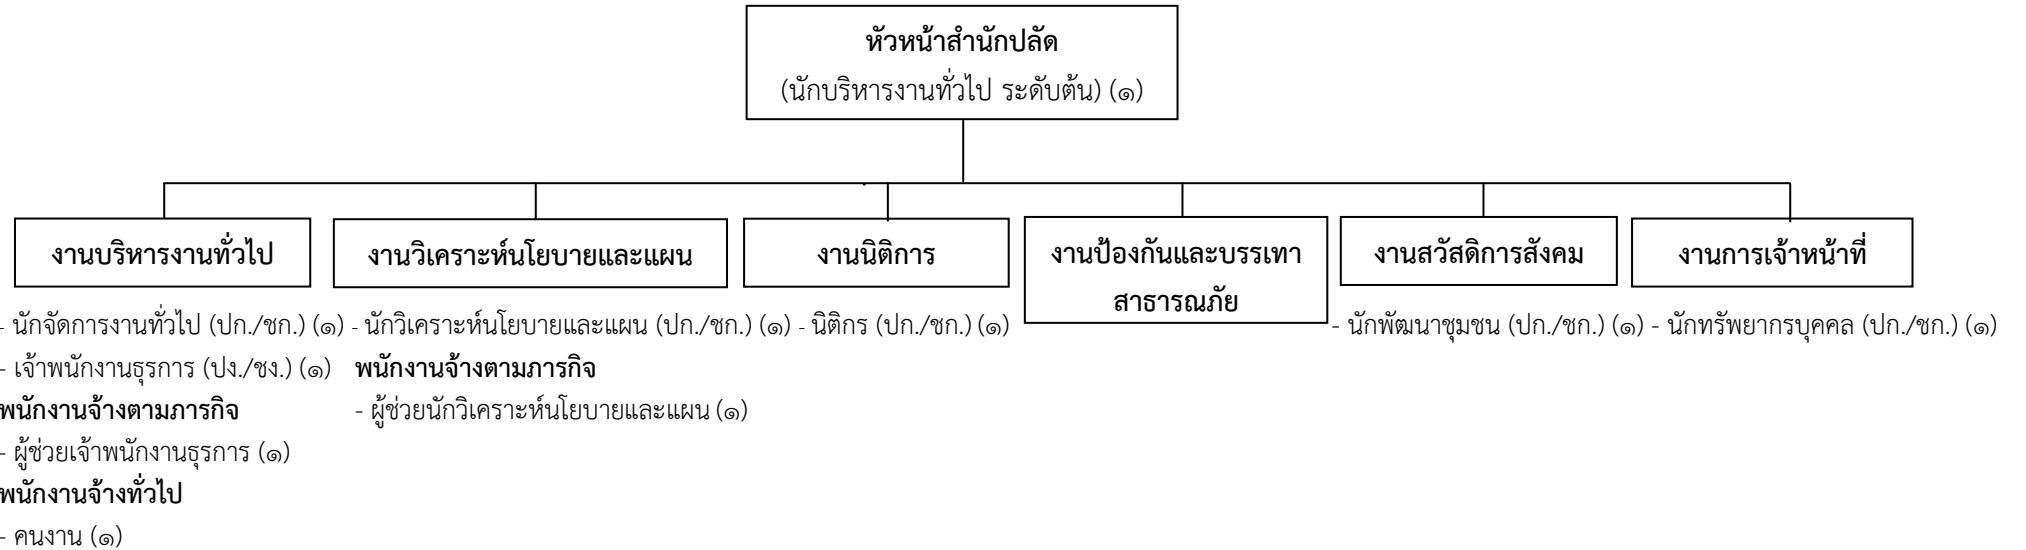 หัวหน้าสำนักปลัด
(นักบริหารงานทั่วไป ระดับต้น) (๑)
งานบริหารงานทั่วไป
งานวิเคราะห์นโยบายและแผน
งานนิติการ
งานป้องกันและบรรเทา
สาธารณภัย
งานสวัสดิการสังคม
งานการเจ้าหน้าที่
- นักจัดการงานทั่วไป (ปก./ชก.) (๑) - นักวิเคราะห์นโยบายและแผน (ปก./ชก.) (๑) - นิติกร (ปก./ชก.) (๑)
- นักพัฒนาชุมชน (ปก./ชก.) (๑) - นักทรัพยากรบุคคล (ปก./ชก.) (๑)
- เจ้าพนักงานธุรการ (ปง./ชง.) (๑) พนักงานจ้างตามภารกิจ
พนักงานจ้างตามภารกิจ - ผู้ช่วยนักวิเคราะห์นโยบายและแผน (๑)
- ผู้ช่วยเจ้าพนักงานธุรการ (๑)
พนักงานจ้างทั่วไป
- คนงาน (๑)